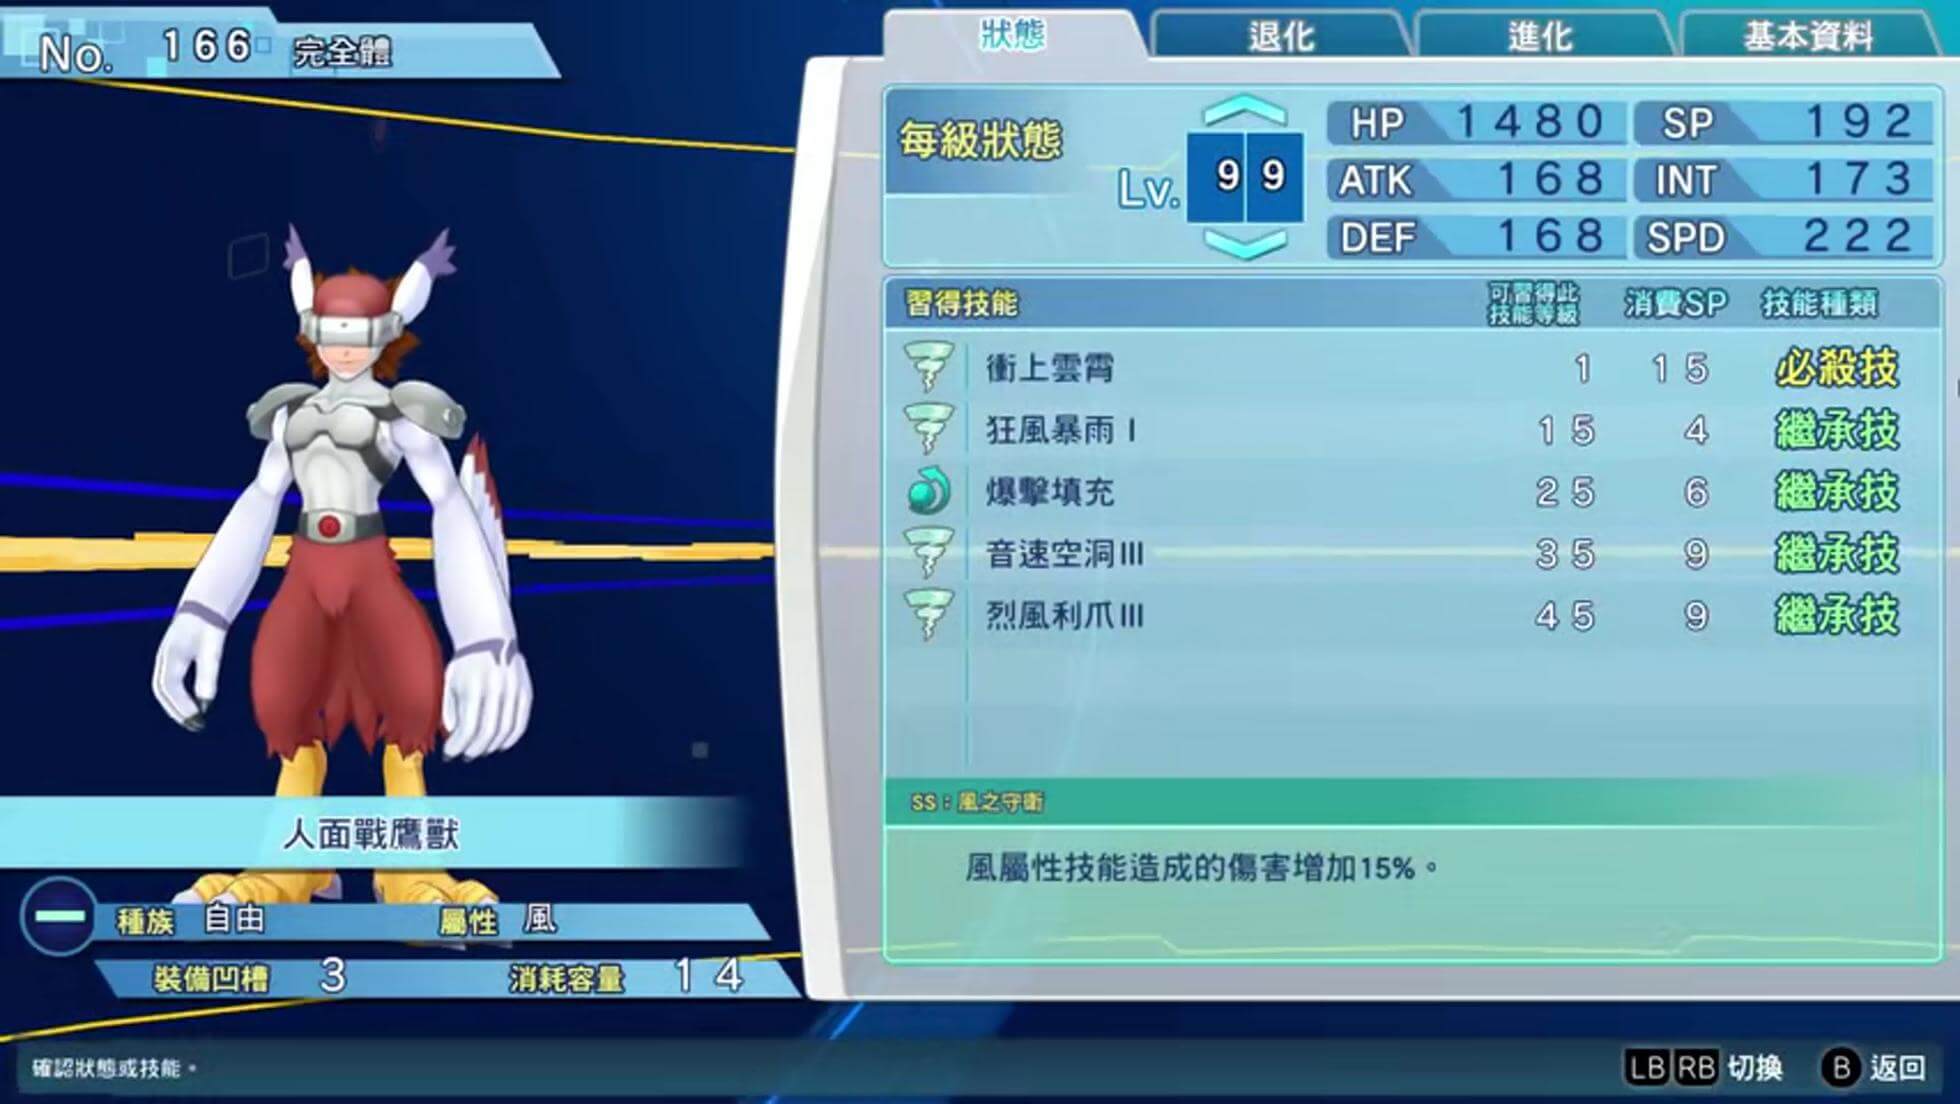 No. 166 完全體
狀態 退化 進化 基本資料
每級狀態
Lv. 99
HP 1480 SP 192
ATK 168 INT 173
DEF 168 SPD 222
習得技能 可習得此技能等級 消費SP 技能種類
衝上雲霄 1 15 必殺技
狂風暴雨 I 15 4 繼承技
爆擊填充 25 6 繼承技
音速空洞III 35 9 繼承技
烈風利爪III 45 9 繼承技
SS:風之守衛
風屬性技能造成的傷害增加15%。
人面戰鷹獸
種族 自由 屬性 風
裝備凹槽 3 消耗容量 14
確認狀態或技能。
LB RB 切換 B 返回